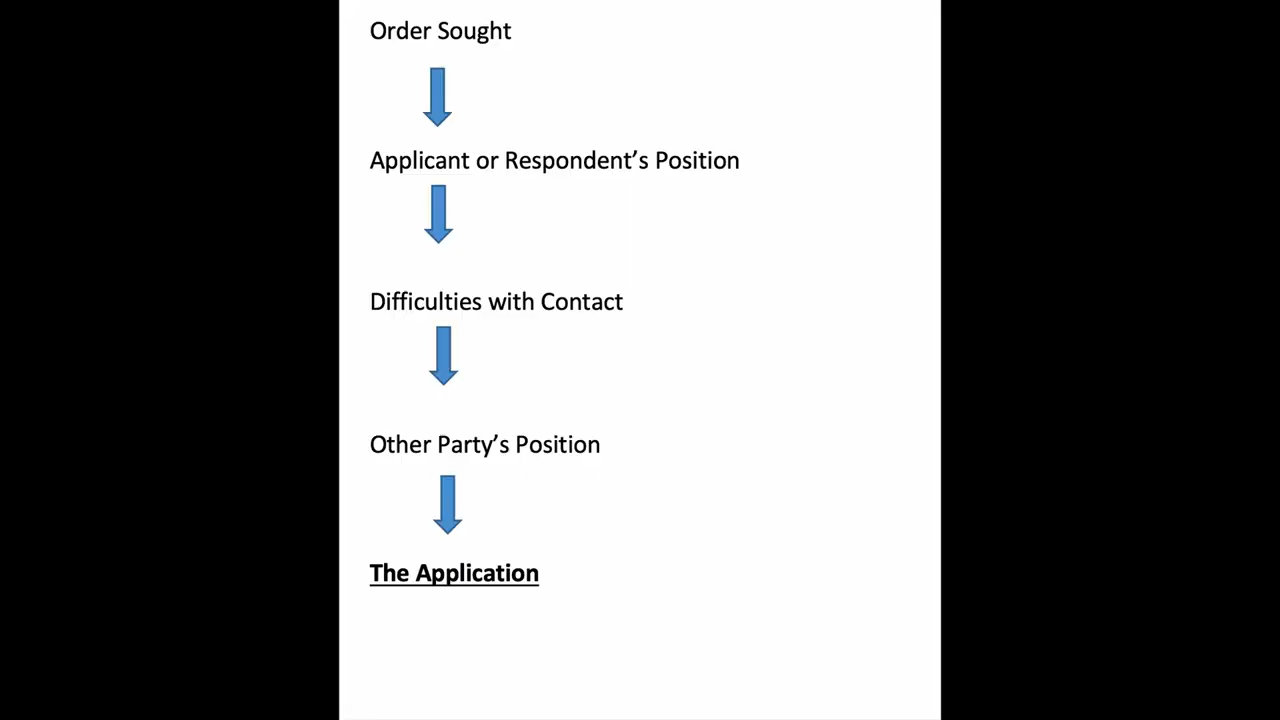 Order Sought
Applicant or Respondent’s Position
Difficulties with Contact
Other Party’s Position
The Application